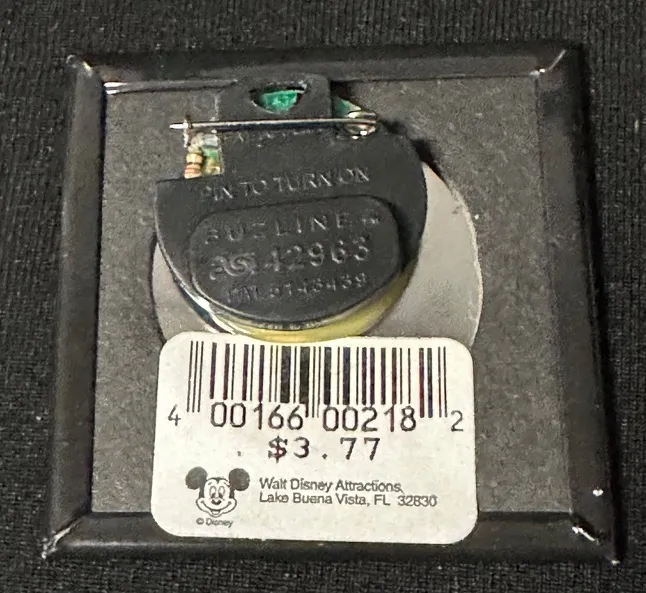 PIN TO TURN ON
BUZLINE
42963
4 00166 00218 2
$3.77
Walt Disney Attractions,
Lake Buena Vista, FL 32830
© Disney